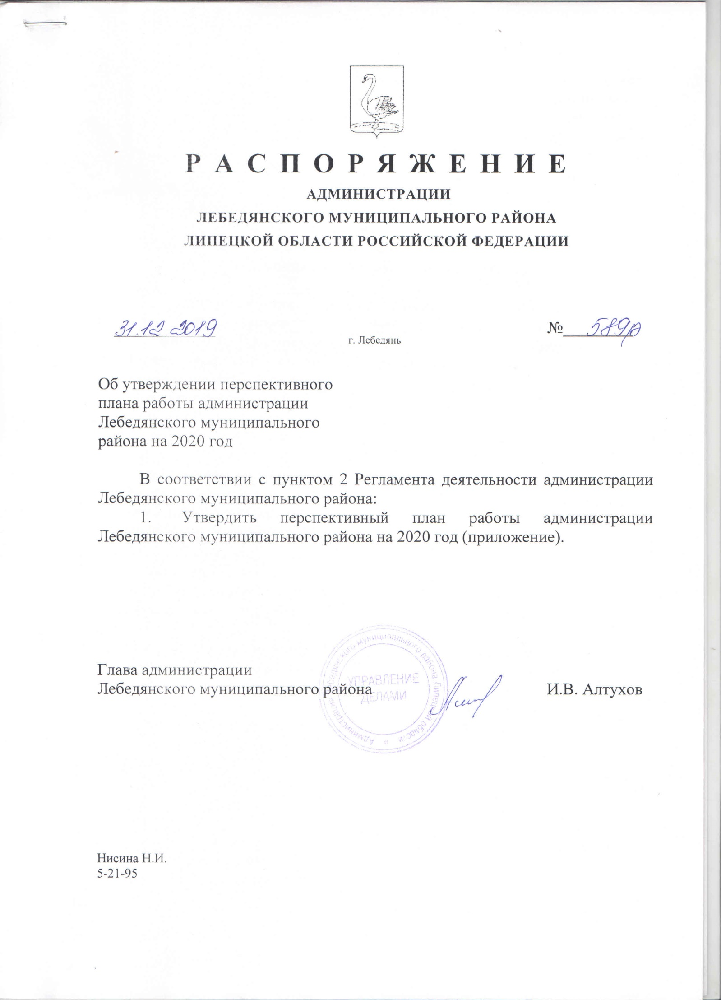 Р А С П О Р Я Ж Е Н И Е
АДМИНИСТРАЦИИ
ЛЕБЕДЯНСКОГО МУНИЦИПАЛЬНОГО РАЙОНА
ЛИПЕЦКОЙ ОБЛАСТИ РОССИЙСКОЙ ФЕДЕРАЦИИ
31.12.2019
г. Лебедянь
№ 589р
Об утверждении перспективного
плана работы администрации
Лебедянского муниципального
района на 2020 год
В соответствии с пунктом 2 Регламента деятельности администрации
Лебедянского муниципального района:
1. Утвердить перспективный план работы администрации
Лебедянского муниципального района на 2020 год (приложение).
Глава администрации
Лебедянского муниципального района
И.В. Алтухов
Администрация Лебедянского муниципального района Липецкой области *
УПРАВЛЕНИЕ
ДЕЛАМИ
Нисина Н.И.
5-21-95